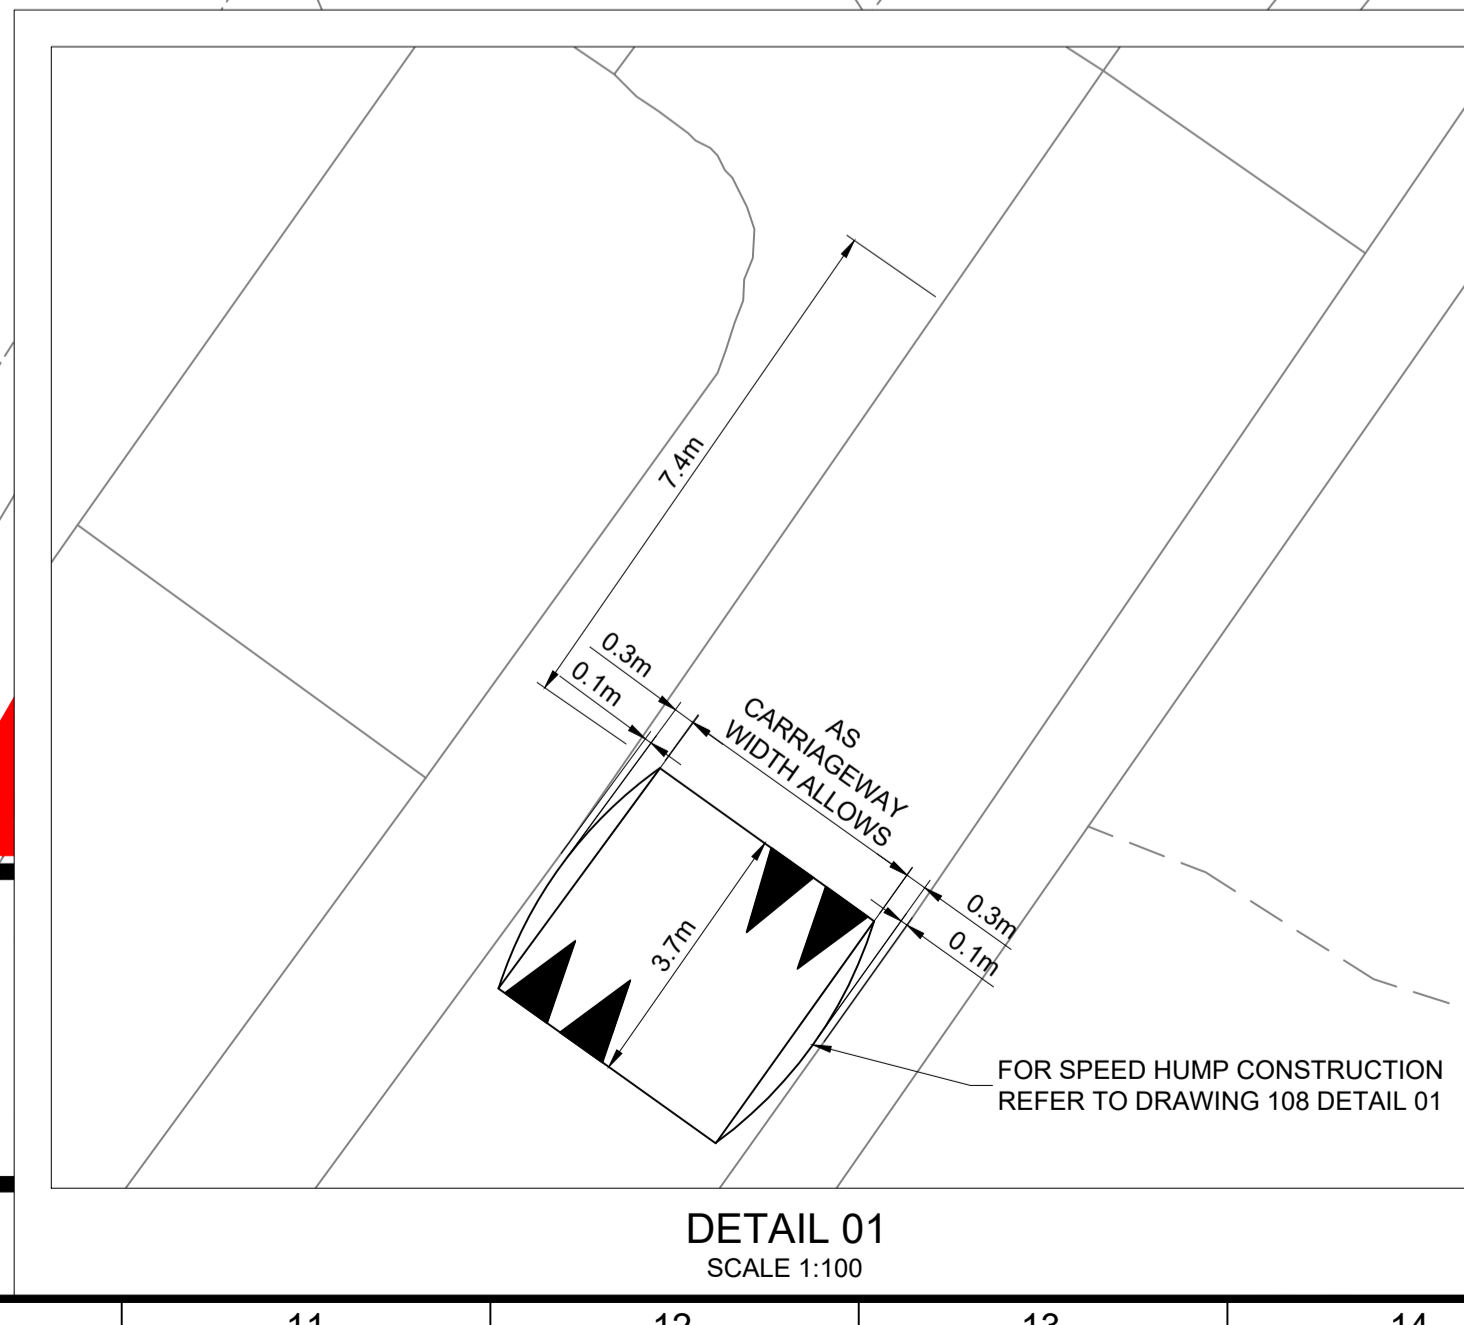 7.4m
0.3m
0.1m
AS
CARRIAGEWAY
WIDTH ALLOWS
3.7m
0.3m
0.1m
FOR SPEED HUMP CONSTRUCTION
REFER TO DRAWING 108 DETAIL 01
DETAIL 01
SCALE 1:100
11
12
13
14